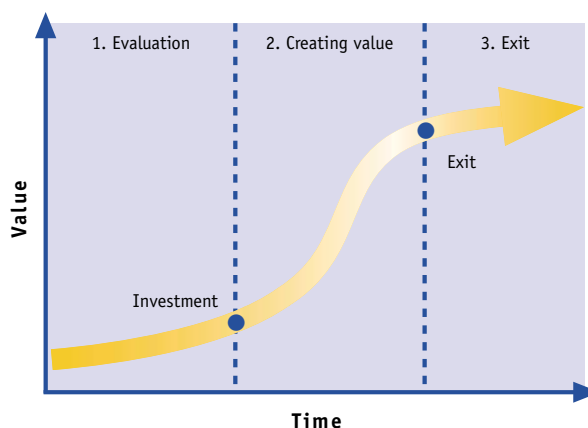 1. Evaluation
2. Creating value
3. Exit
Value
Exit
Investment
Time